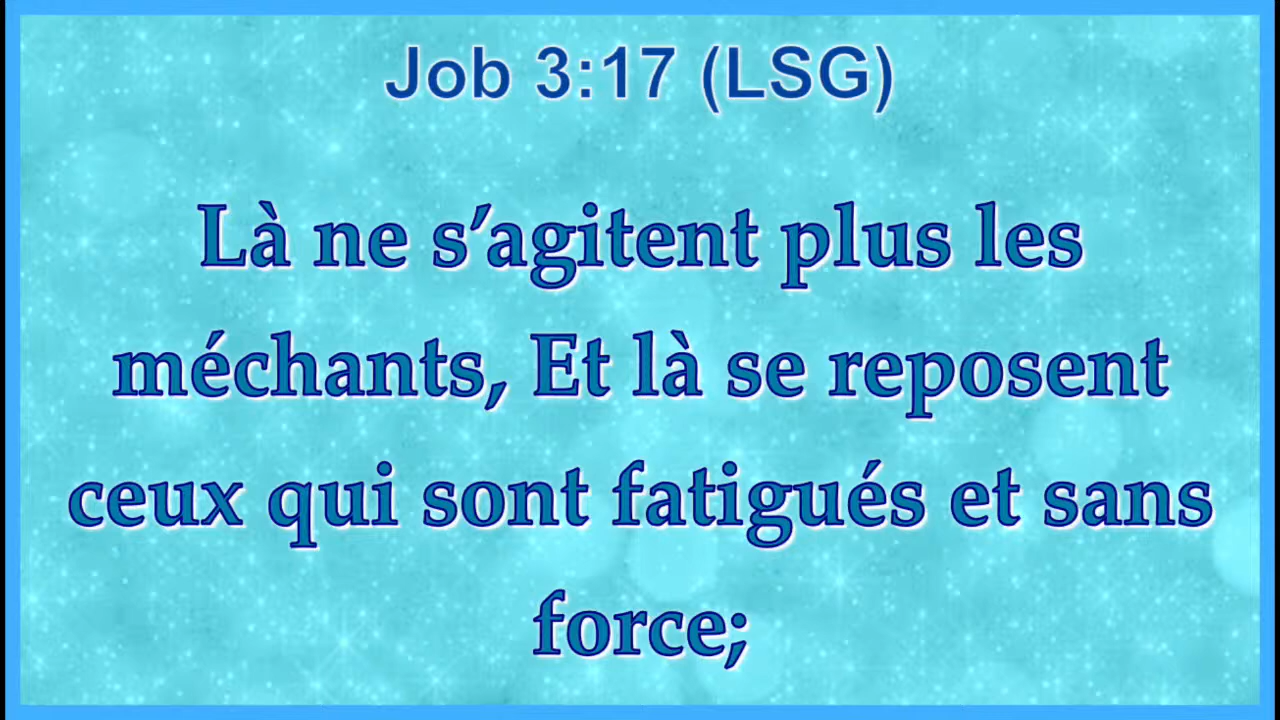 Job 3:17 (LSG)
Là ne s’agitent plus les
méchants, Et là se reposent
ceux qui sont fatigués et sans
force;